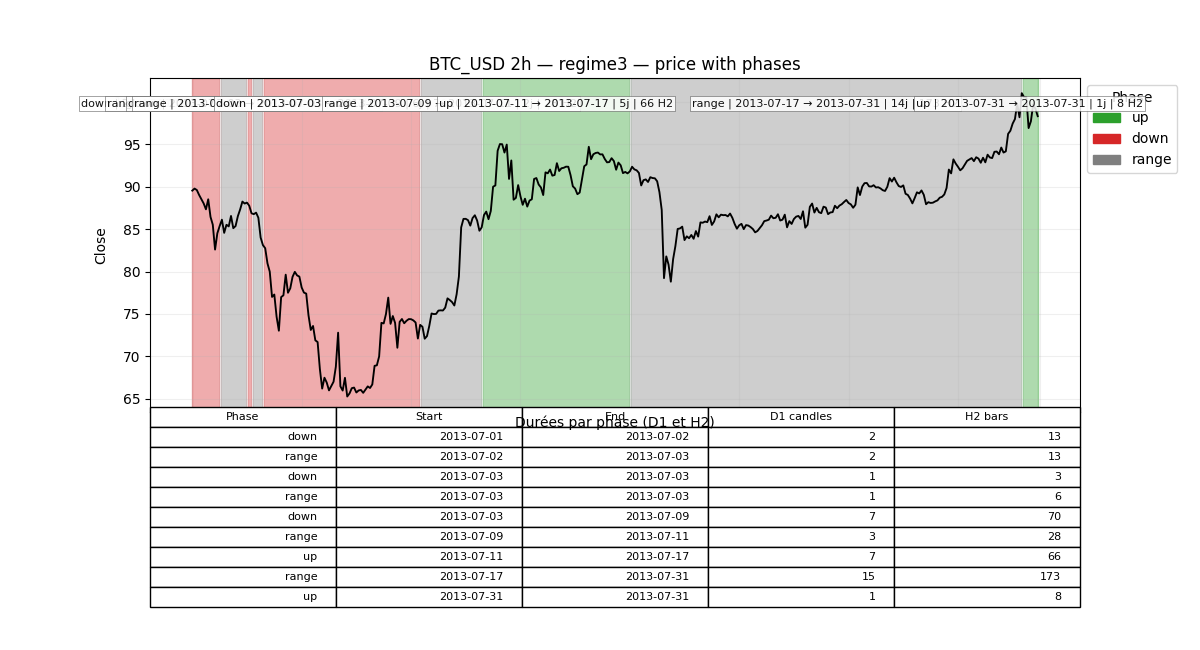 BTC_USD 2h — regime3 — price with phases
range | 2013-0
down | 2013-07-03
range | 2013-07-09
up | 2013-07-11 → 2013-07-17 | 5j | 66 H2
range | 2013-07-17 → 2013-07-31 | 14j
up | 2013-07-31 → 2013-07-31 | 1j | 8 H2
Phase
up
down
range
Close
95
90
85
80
75
70
65
Durées par phase (D1 et H2)
Phase Start End D1 candles H2 bars
down 2013-07-01 2013-07-02 2 13
range 2013-07-02 2013-07-03 2 13
down 2013-07-03 2013-07-03 1 3
range 2013-07-03 2013-07-03 1 6
down 2013-07-03 2013-07-09 7 70
range 2013-07-09 2013-07-11 3 28
up 2013-07-11 2013-07-17 7 66
range 2013-07-17 2013-07-31 15 173
up 2013-07-31 2013-07-31 1 8